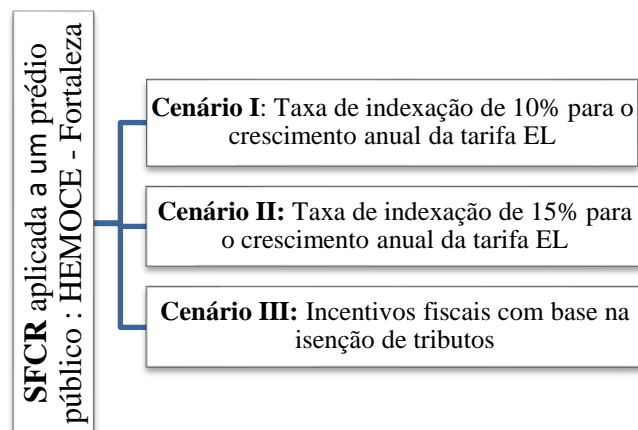 SFCR aplicada a um prédio
público : HEMOCE - Fortaleza
Cenário I: Taxa de indexação de 10% para o
crescimento anual da tarifa EL
Cenário II: Taxa de indexação de 15% para
o crescimento anual da tarifa EL
Cenário III: Incentivos fiscais com base na
isenção de tributos